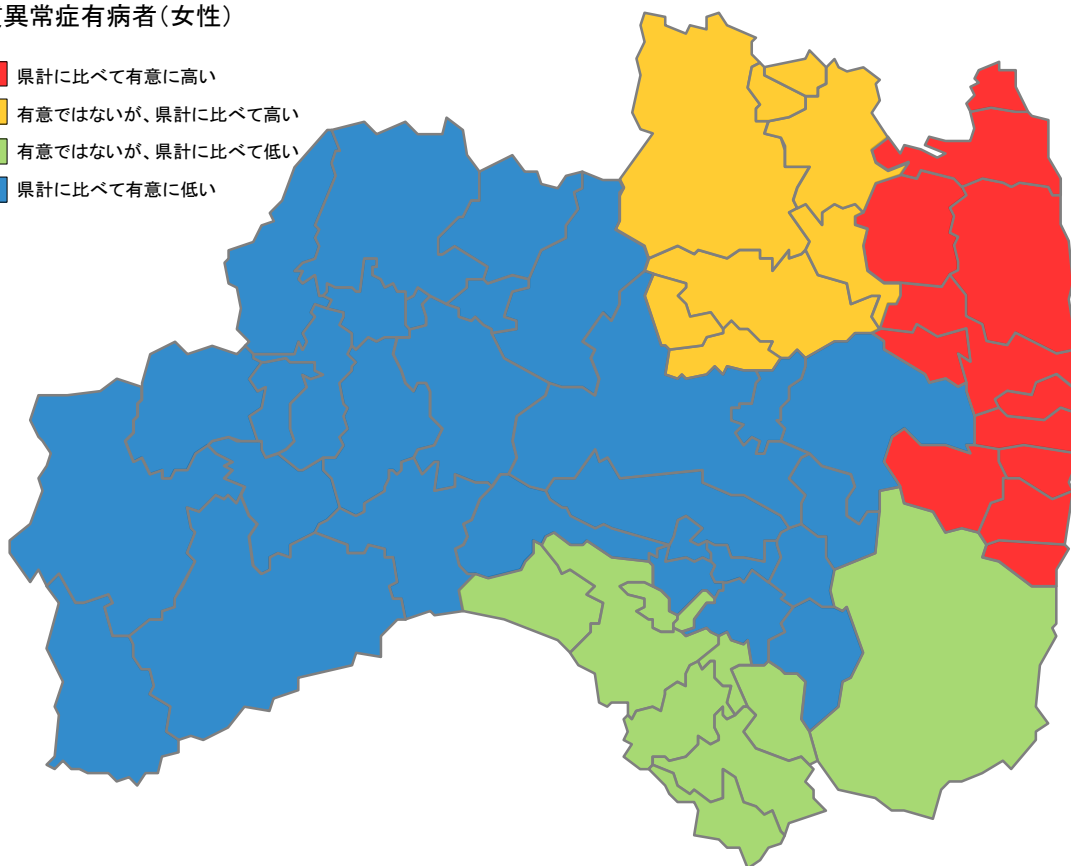 異常症有病者(女性)
県計に比べて有意に高い
有意ではないが、県計に比べて高い
有意ではないが、県計に比べて低い
県計に比べて有意に低い